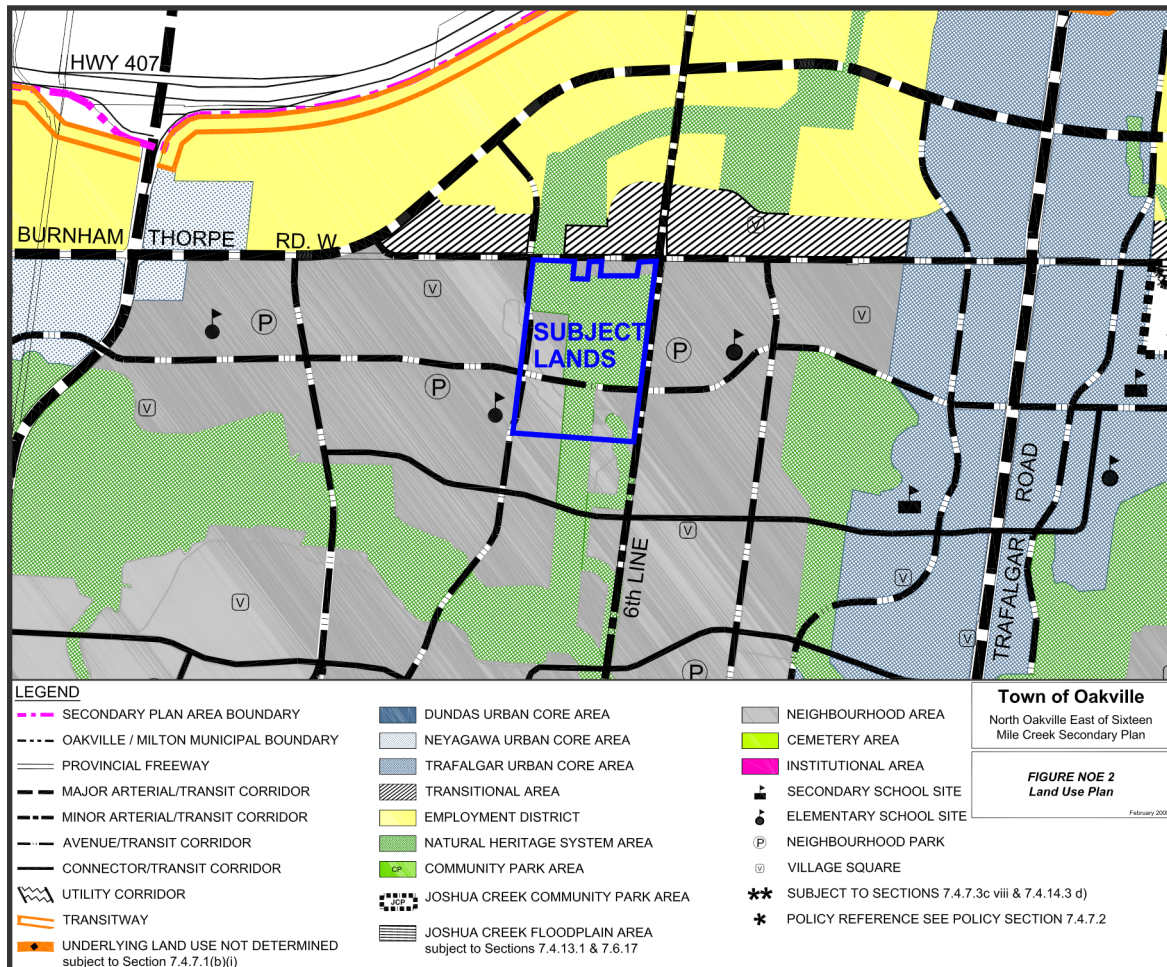 HWY 407
BURNHAM THORPE RD. W.
V
V
SUBJECT
LANDS
P
P
V
P
V
V
6th LINE
TRAFALGAR ROAD
V
V
V
P
V
LEGEND
SECONDARY PLAN AREA BOUNDARY
OAKVILLE / MILTON MUNICIPAL BOUNDARY
PROVINCIAL FREEWAY
MAJOR ARTERIAL/TRANSIT CORRIDOR
MINOR ARTERIAL/TRANSIT CORRIDOR
AVENUE/TRANSIT CORRIDOR
CONNECTOR/TRANSIT CORRIDOR
UTILITY CORRIDOR
TRANSITWAY
UNDERLYING LAND USE NOT DETERMINED
subject to Section 7.4.7.1(b)(i)
DUNDAS URBAN CORE AREA
NEYAGAWA URBAN CORE AREA
TRAFALGAR URBAN CORE AREA
TRANSITIONAL AREA
EMPLOYMENT DISTRICT
NATURAL HERITAGE SYSTEM AREA
CP COMMUNITY PARK AREA
JCP JOSHUA CREEK COMMUNITY PARK AREA
JOSHUA CREEK FLOODPLAIN AREA
subject to Sections 7.4.13.1 & 7.6.17
NEIGHBOURHOOD AREA
CEMETERY AREA
INSTITUTIONAL AREA
SECONDARY SCHOOL SITE
ELEMENTARY SCHOOL SITE
P NEIGHBOURHOOD PARK
V VILLAGE SQUARE
** SUBJECT TO SECTIONS 7.4.7.3c viii & 7.4.14.3 d)
* POLICY REFERENCE SEE POLICY SECTION 7.4.7.2
Town of Oakville
North Oakville East of Sixteen
Mile Creek Secondary Plan
FIGURE NOE 2
Land Use Plan
February 2008